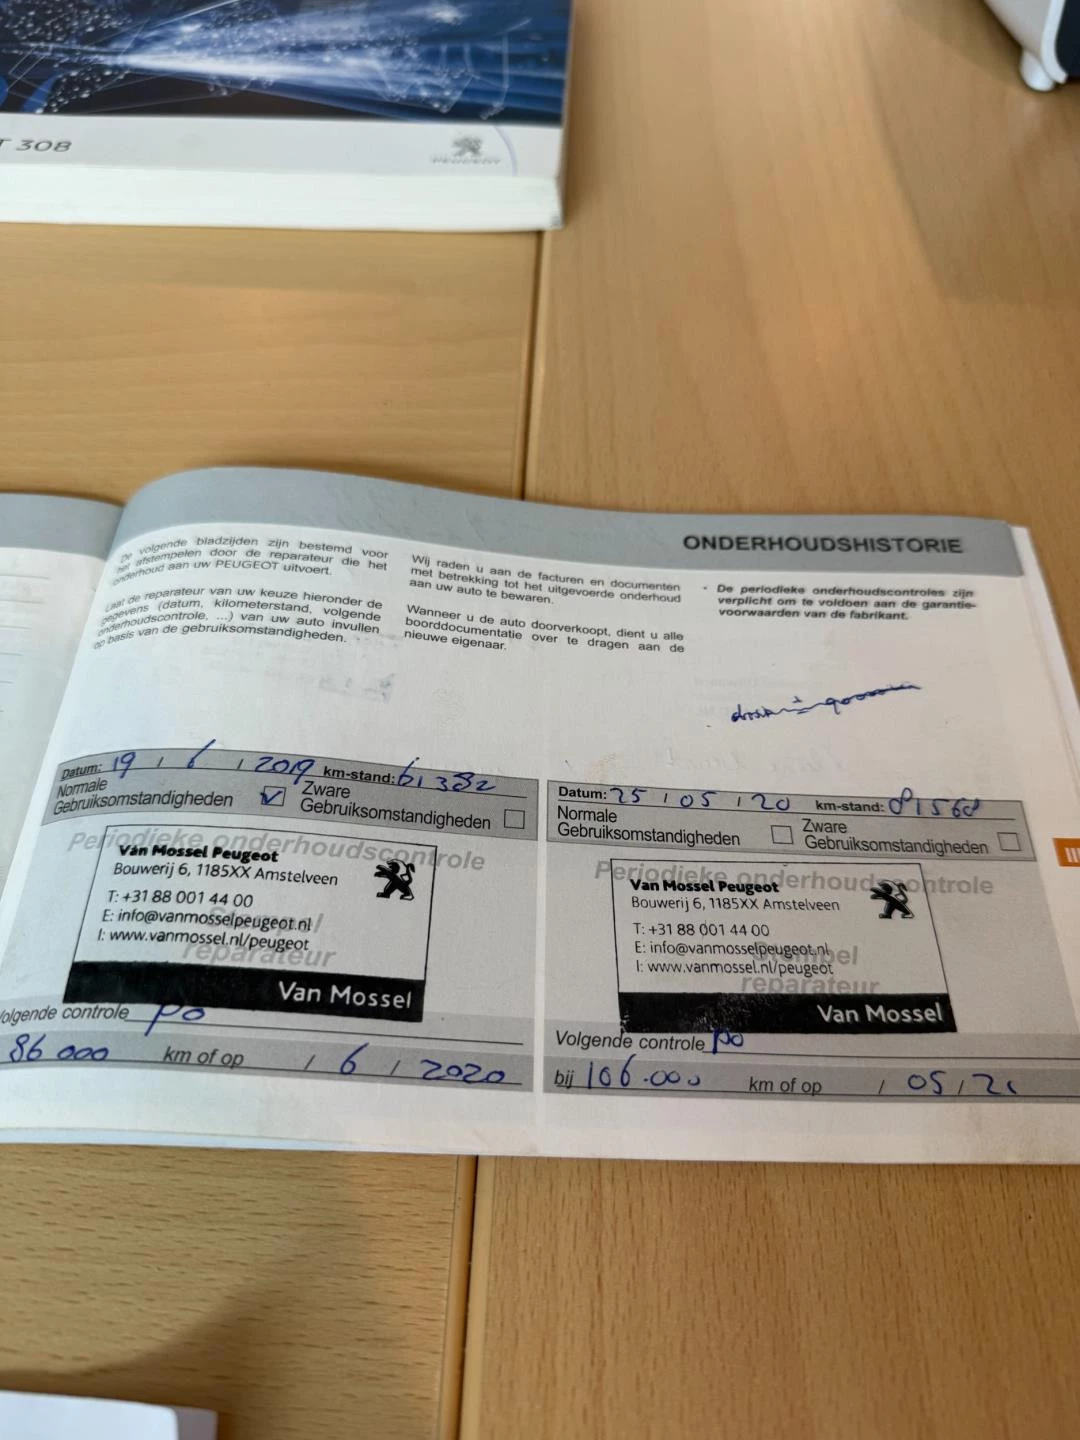 T 308
PEUGEOT
ONDERHOUDSHISTORIE
De volgende bladzijden zijn bestemd voor
het afstempelen door de reparateur die het
onderhoud aan uw PEUGEOT uitvoert.
Laat de reparateur van uw keuze hieronder de
gegevens (datum, kilometerstand, volgende
onderhoudscontrole, ...) van uw auto invullen
op basis van de gebruiksomstandigheden.
Wij raden u aan de facturen en documenten
met betrekking tot het uitgevoerde onderhoud
aan uw auto te bewaren.
Wanneer u de auto doorverkoopt, dient u alle
boorddocumentatie over te dragen aan de
nieuwe eigenaar.
- De periodieke onderhoudscontroles zijn
verplicht om te voldoen aan de garantie-
voorwaarden van de fabrikant.
Datum: 19 / 6 / 2019 km-stand: 61382
Normale
Gebruiksomstandigheden
Zware
Gebruiksomstandigheden
Periodieke onderhoudscontrole
Van Mossel Peugeot
Bouwerij 6, 1185XX Amstelveen
T: +31 88 001 44 00
E: info@vanmosselpeugeot.nl
I: www.vanmossel.nl/peugeot
Stempel
reparateur
Van Mossel
Volgende controle po
86 000 km of op / 6 / 2020
Datum: 25 / 05 / 20 km-stand: 81568
Normale
Gebruiksomstandigheden
Zware
Gebruiksomstandigheden
Periodieke onderhoudscontrole
Van Mossel Peugeot
Bouwerij 6, 1185XX Amstelveen
T: +31 88 001 44 00
E: info@vanmosselpeugeot.nl
I: www.vanmossel.nl/peugeot
Stempel
reparateur
Van Mossel
Volgende controle po
bij 106.000 km of op / 05 / 2